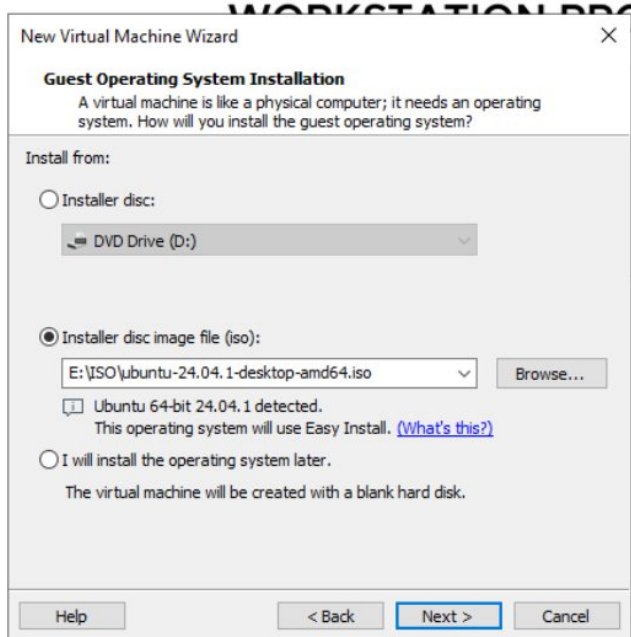 WORKSTATION PRO
New Virtual Machine Wizard
Guest Operating System Installation
A virtual machine is like a physical computer; it needs an operating
system. How will you install the guest operating system?
Install from:
Installer disc:
DVD Drive (D:)
Installer disc image file (iso):
E:\ISO\ubuntu-24.04.1-desktop-amd64.iso
Browse...
Ubuntu 64-bit 24.04.1 detected.
This operating system will use Easy Install. (What's this?)
I will install the operating system later.
The virtual machine will be created with a blank hard disk.
Help < Back Next > Cancel